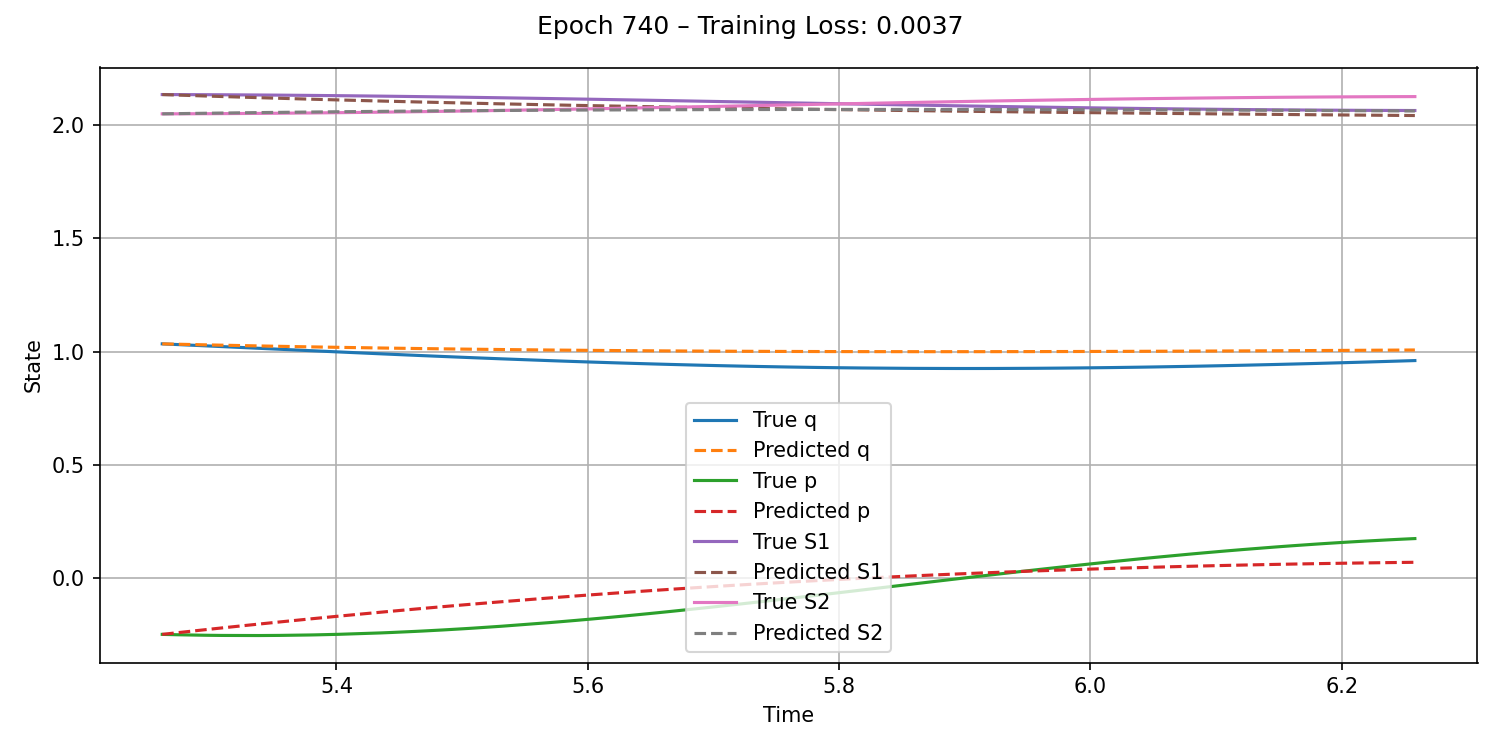 Epoch 740 – Training Loss: 0.0037
2.0
1.5
1.0
0.5
0.0
State
True q
Predicted q
True p
Predicted p
True S1
Predicted S1
True S2
Predicted S2
5.4 5.6 5.8 6.0 6.2
Time